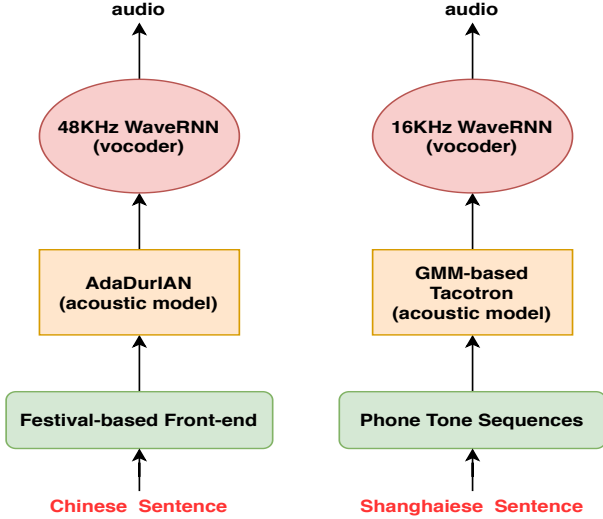 audio
48KHz WaveRNN
(vocoder)
AdaDurIAN
(acoustic model)
Festival-based Front-end
Chinese Sentence
audio
16KHz WaveRNN
(vocoder)
GMM-based
Tacotron
(acoustic model)
Phone Tone Sequences
Shanghaiese Sentence